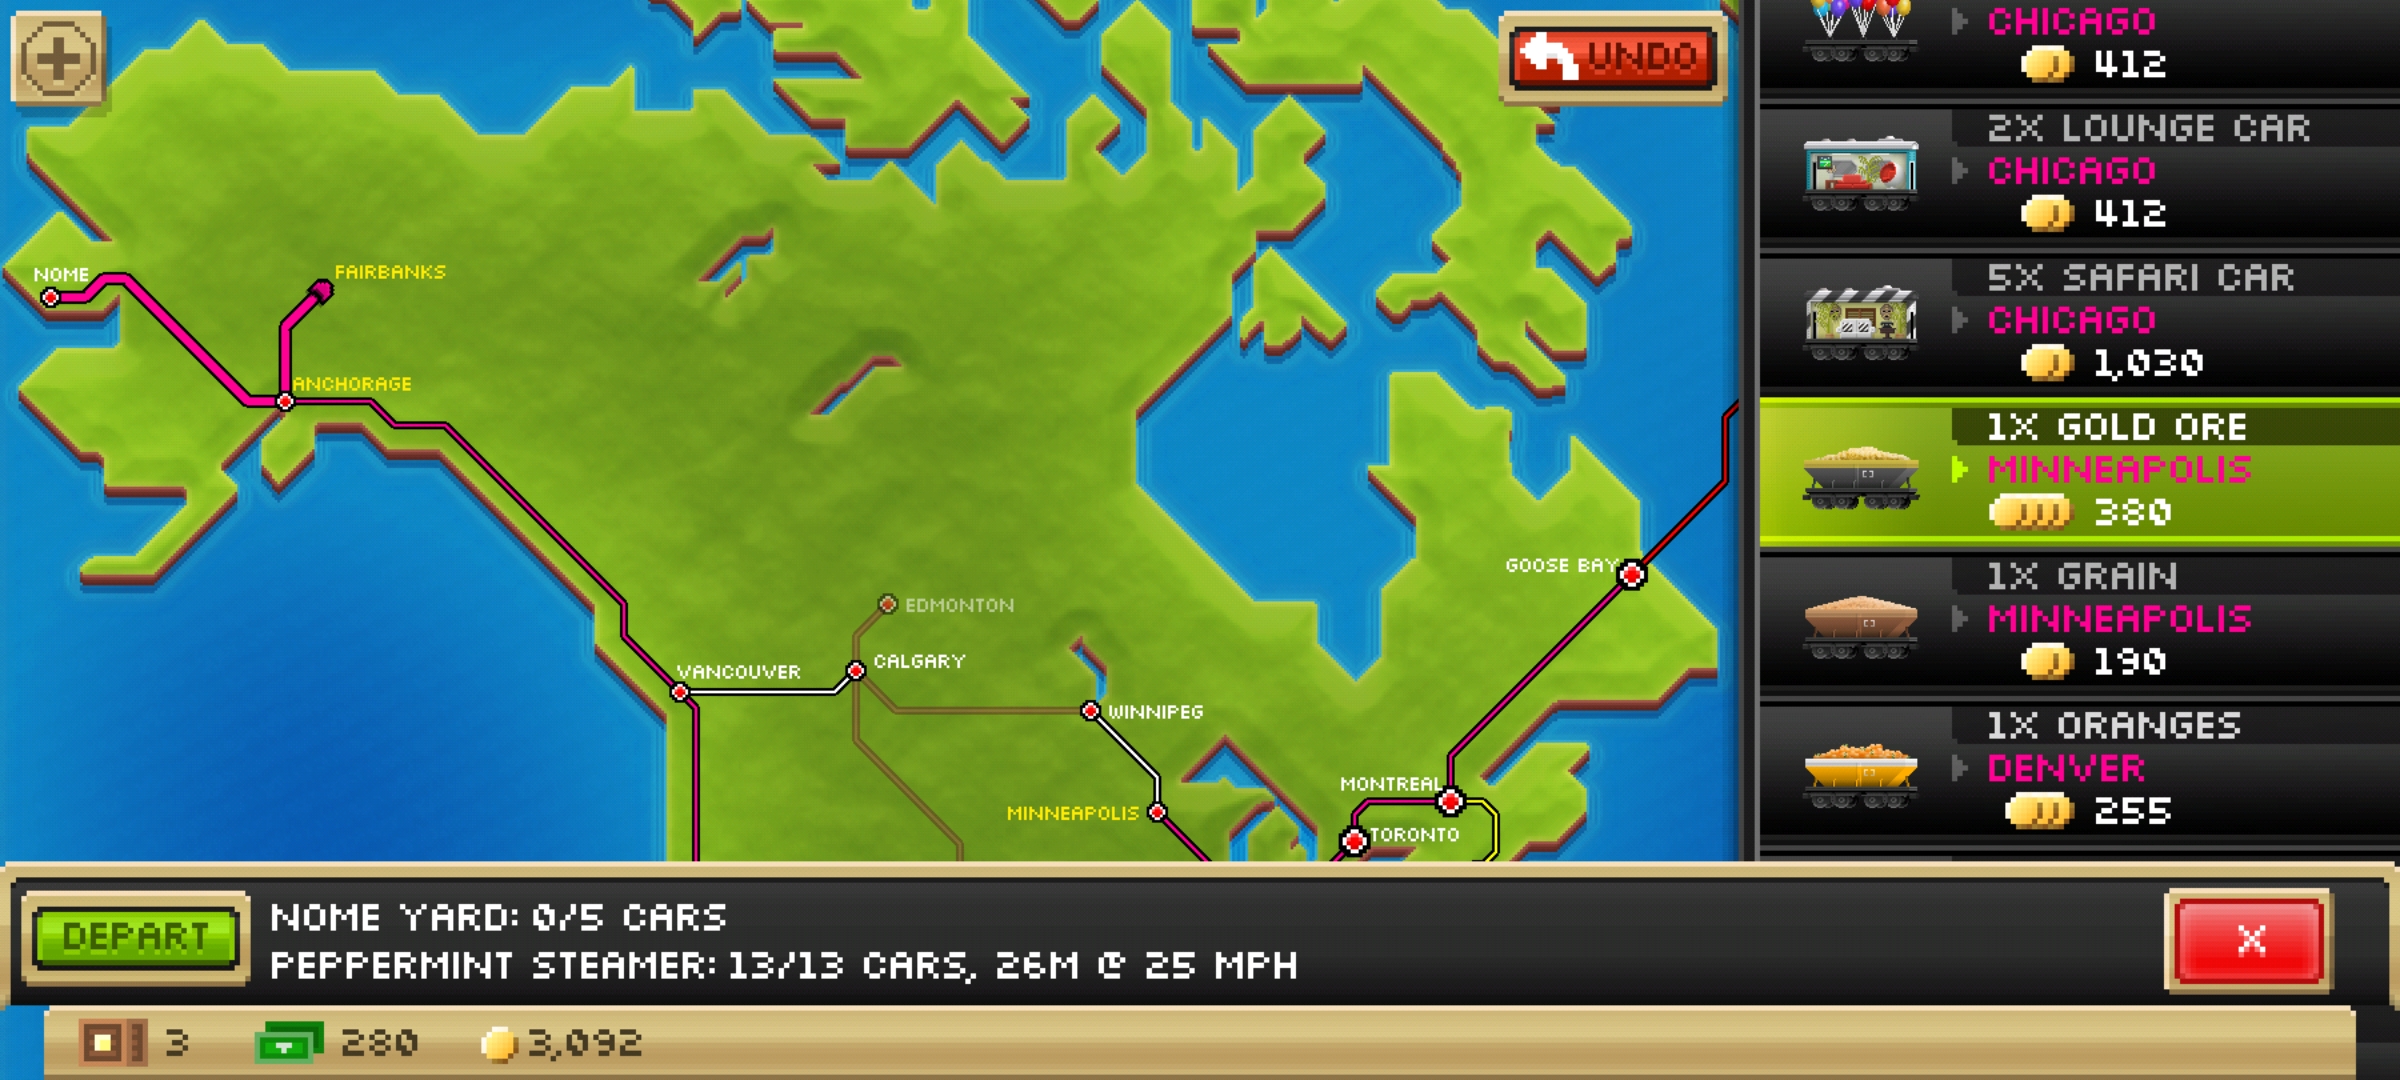 UNDO
NOME
FAIRBANKS
ANCHORAGE
EDMONTON
VANCOUVER
CALGARY
WINNIPEG
MINNEAPOLIS
GOOSE BAY
MONTREAL
TORONTO
CHICAGO
412
2X LOUNGE CAR
CHICAGO
412
5X SAFARI CAR
CHICAGO
1,030
1X GOLD ORE
MINNEAPOLIS
380
1X GRAIN
MINNEAPOLIS
190
1X ORANGES
DENVER
255
DEPART
NOME YARD: 0/5 CARS
PEPPERMINT STEAMER: 13/13 CARS, 26M @ 25 MPH
X
3
280
3,092